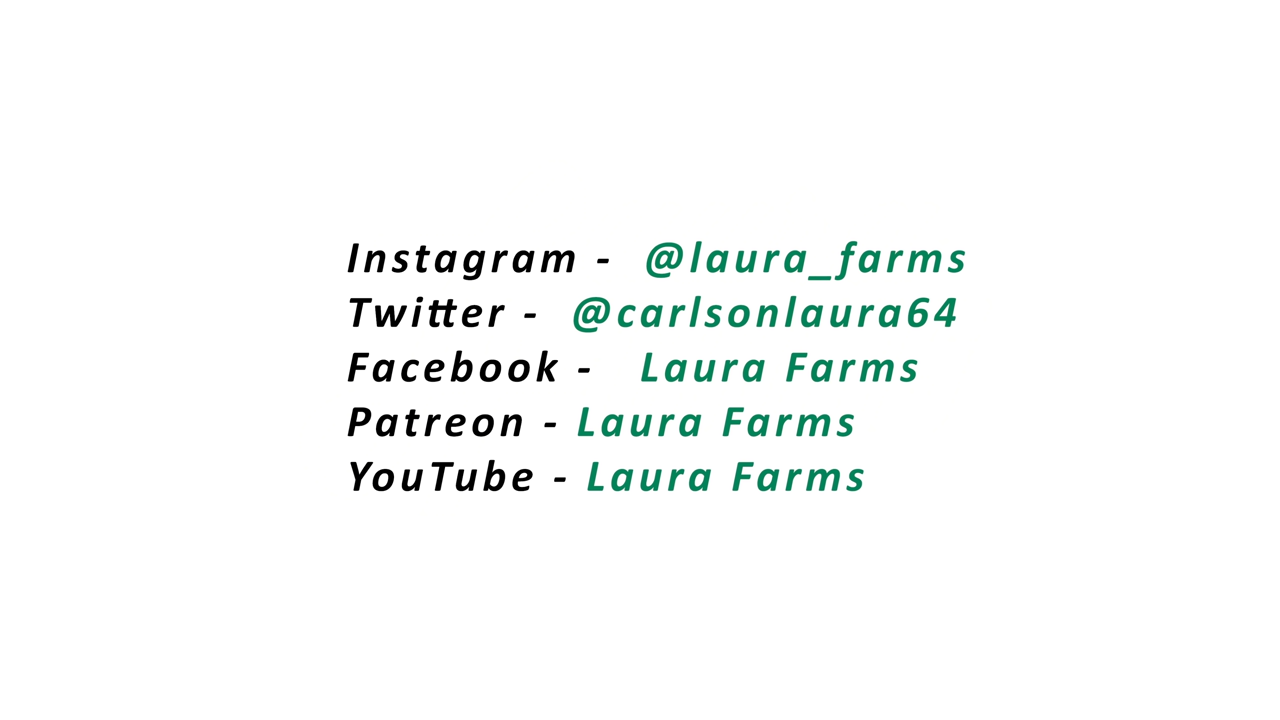 Instagram - @laura_farms
Twitter - @carlsonlaura64
Facebook - Laura Farms
Patreon - Laura Farms
YouTube - Laura Farms